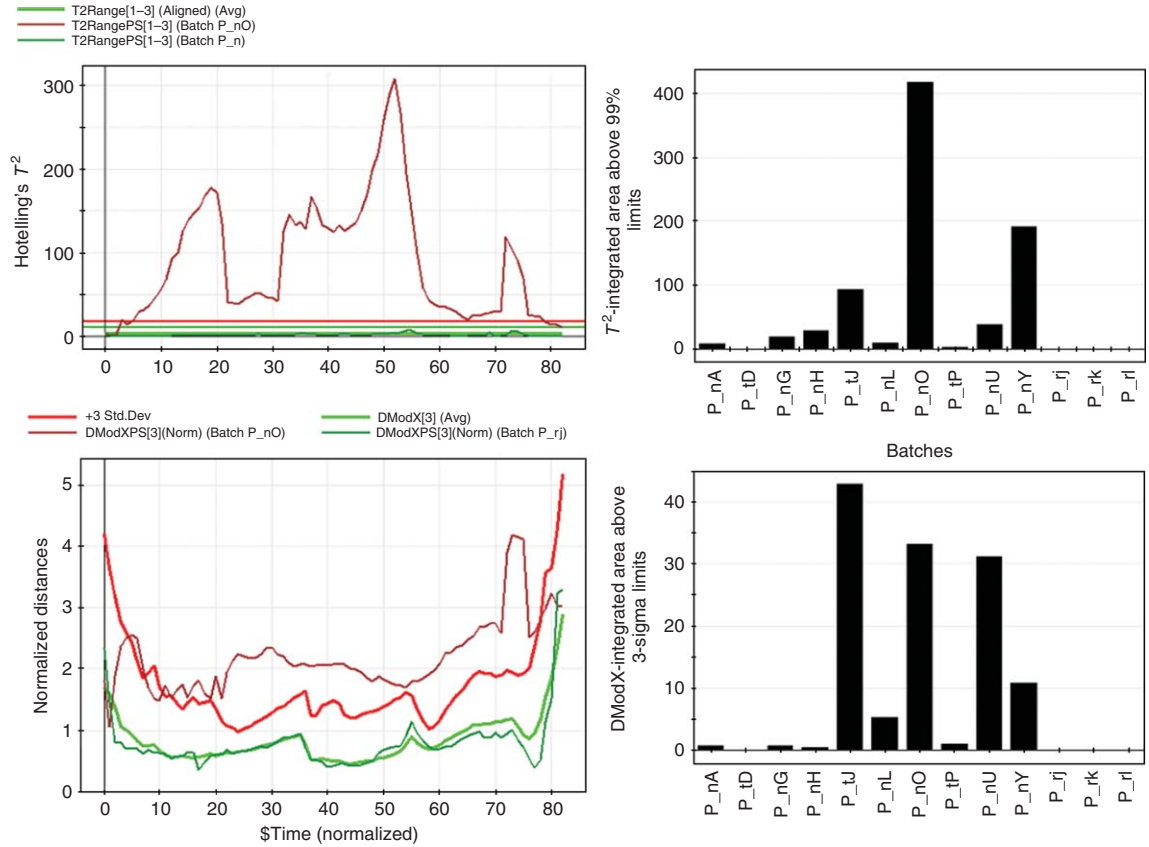 T2Range[1–3] (Aligned) (Avg)
T2RangePS[1–3] (Batch P_nO)
T2RangePS[1–3] (Batch P_n)
Hotelling's T²
300
200
100
0
0 10 20 30 40 50 60 70 80
T²-integrated area above 99%
limits
400
300
200
100
0
P_nA P_tD P_nG P_nH P_tJ P_nL P_nO P_tP P_nU P_nY P_rj P_rk P_rl
Batches
+3 Std.Dev
DModX[3] (Avg)
DModXPS[3](Norm) (Batch P_nO)
DModXPS[3](Norm) (Batch P_rj)
Normalized distances
5
4
3
2
1
0
0 10 20 30 40 50 60 70 80
$Time (normalized)
DModX-integrated area above
3-sigma limits
40
30
20
10
0
P_nA P_tD P_nG P_nH P_tJ P_nL P_nO P_tP P_nU P_nY P_rj P_rk P_rl